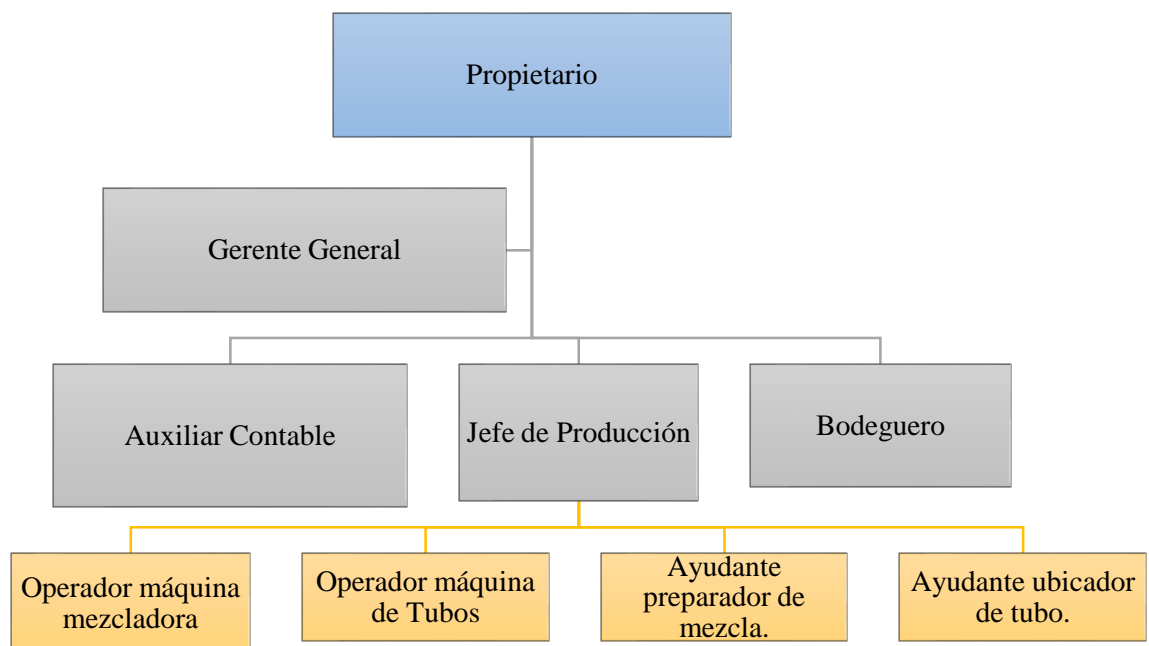 Propietario
Gerente General
Auxiliar Contable
Jefe de Producción
Bodeguero
Operador máquina
mezcladora
Operador máquina
de Tubos
Ayudante
preparador de
mezcla.
Ayudante ubicador
de tubo.